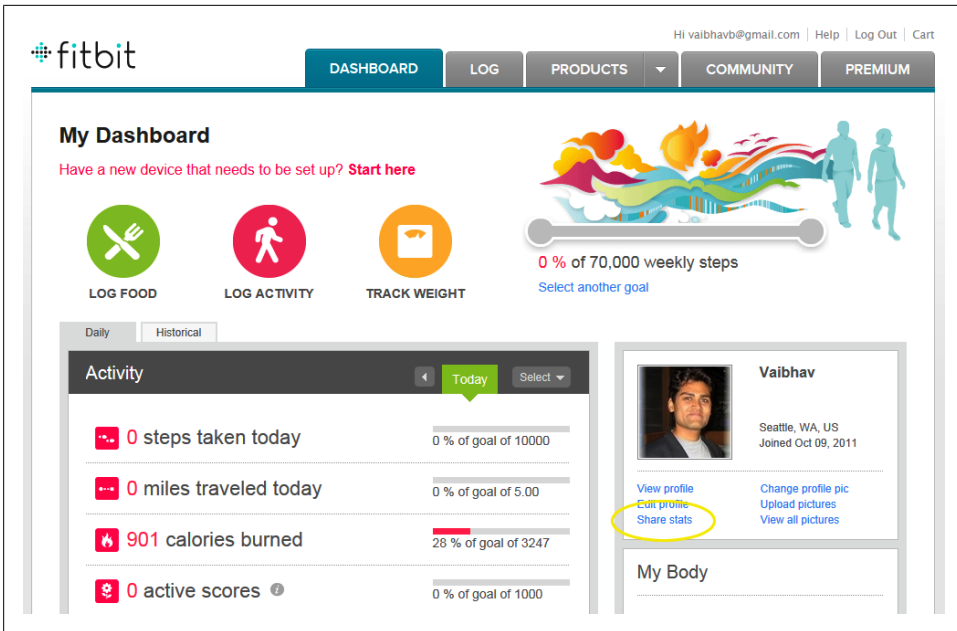 Hi vaibhavb@gmail.com | Help | Log Out | Cart
fitbit
DASHBOARD LOG PRODUCTS COMMUNITY PREMIUM
My Dashboard
Have a new device that needs to be set up? Start here
LOG FOOD LOG ACTIVITY TRACK WEIGHT
0 % of 70,000 weekly steps
Select another goal
Daily Historical
Activity Today Select
0 steps taken today 0 % of goal of 10000
0 miles traveled today 0 % of goal of 5.00
901 calories burned 28 % of goal of 3247
0 active scores i 0 % of goal of 1000
Vaibhav
Seattle, WA, US
Joined Oct 09, 2011
View profile Change profile pic
Edit profile Upload pictures
Share stats View all pictures
My Body